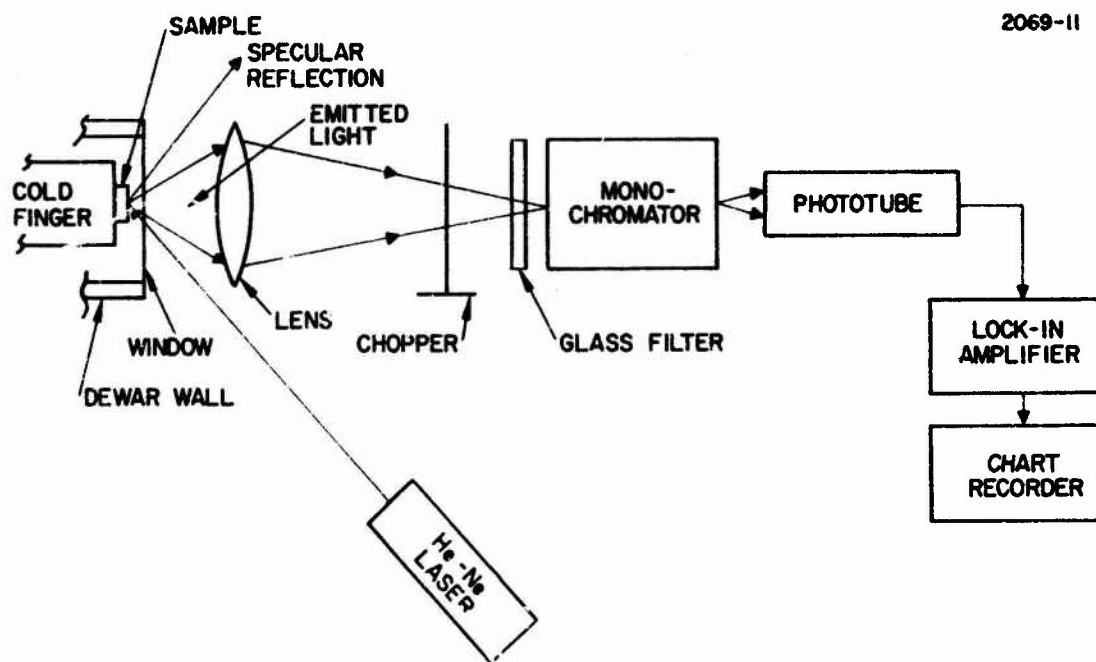 2069-11
SAMPLE
SPECULAR
REFLECTION
EMITTED
LIGHT
COLD
FINGER
MONO-
CHROMATOR
PHOTOTUBE
LENS
CHOPPER
GLASS FILTER
WINDOW
DEWAR WALL
LOCK-IN
AMPLIFIER
CHART
RECORDER
He-Ne
LASER